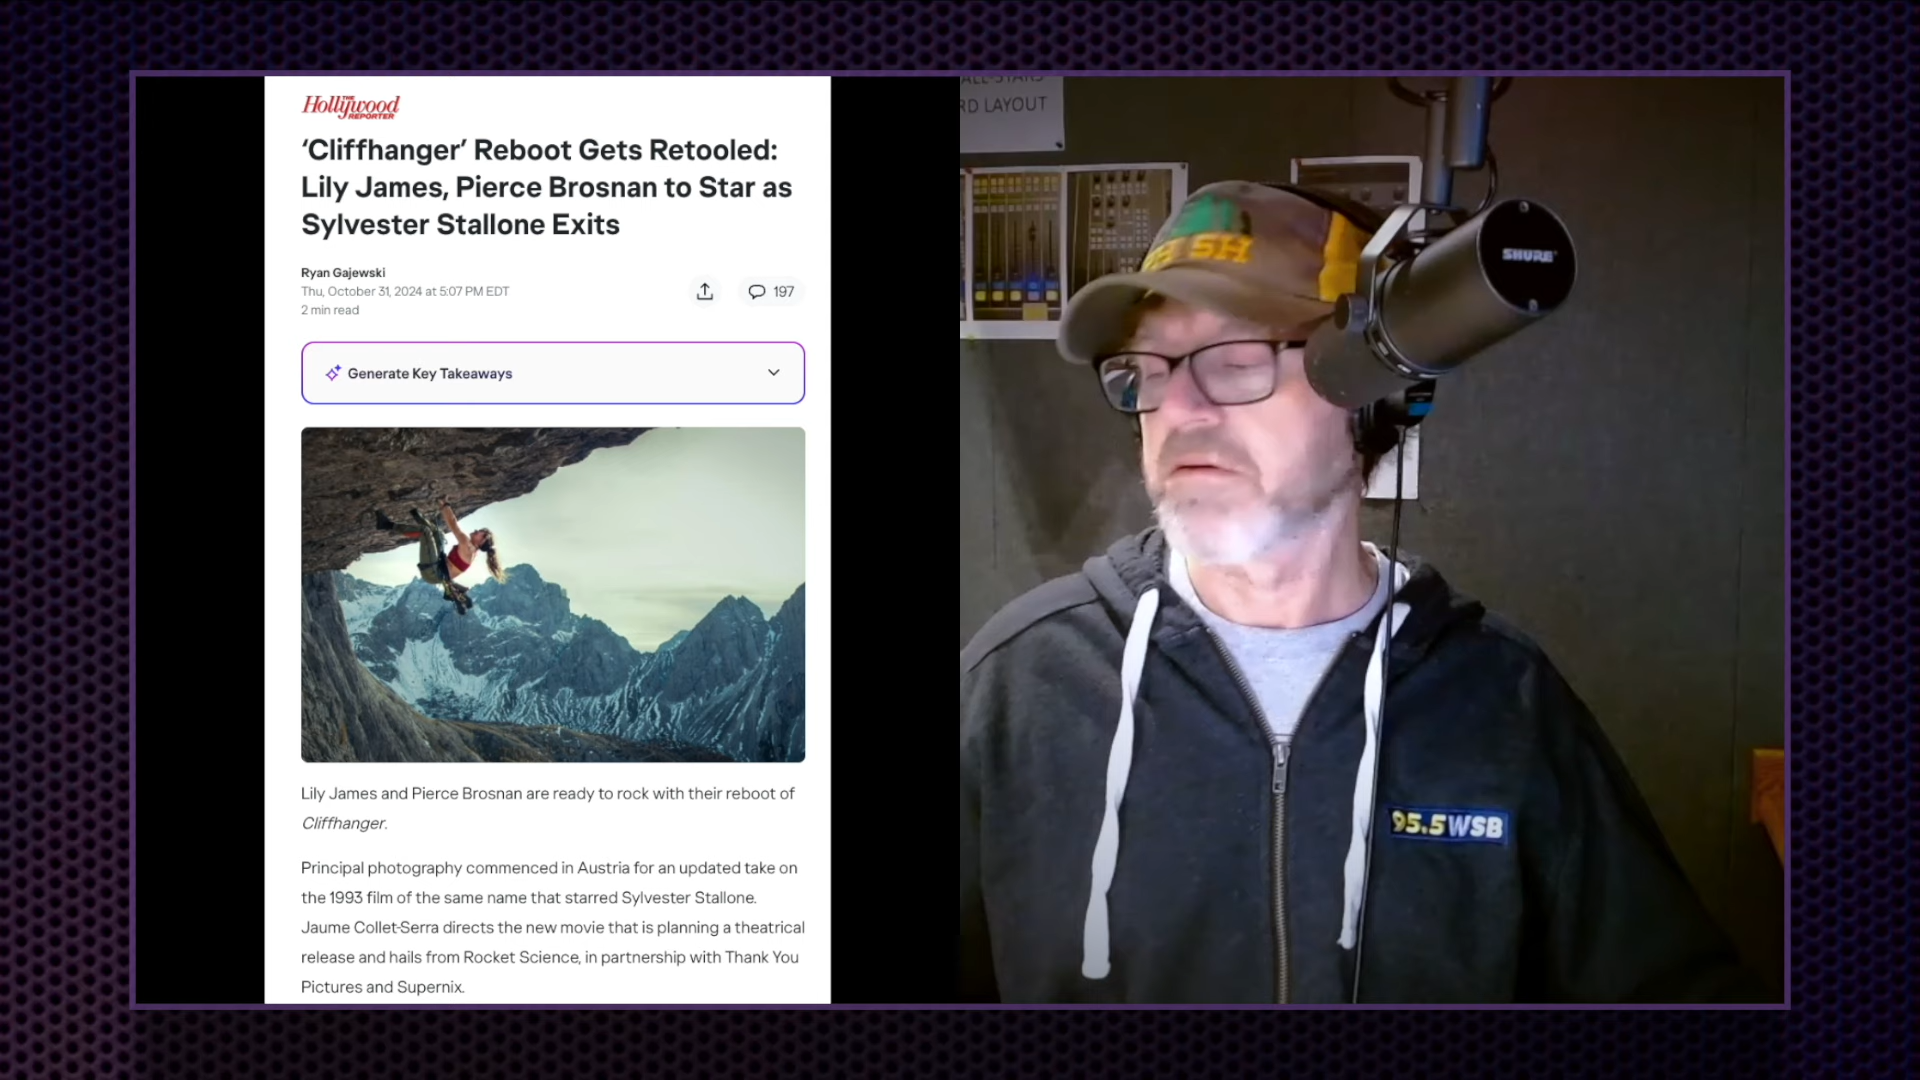 THE
Hollywood
REPORTER
‘Cliffhanger’ Reboot Gets Retooled:
Lily James, Pierce Brosnan to Star as
Sylvester Stallone Exits
Ryan Gajewski
Thu, October 31, 2024 at 5:07 PM EDT
2 min read
197
Generate Key Takeaways
Lily James and Pierce Brosnan are ready to rock with their reboot of
Cliffhanger.
Principal photography commenced in Austria for an updated take on
the 1993 film of the same name that starred Sylvester Stallone.
Jaume Collet-Serra directs the new movie that is planning a theatrical
release and hails from Rocket Science, in partnership with Thank You
Pictures and Supernix.
ALL-STARS
RD LAYOUT
SHURE
95.5WSB